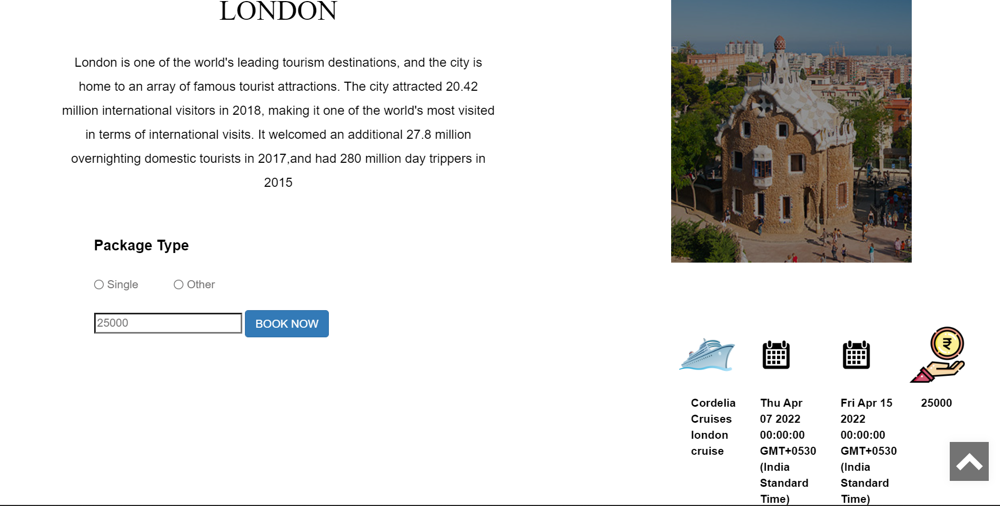 LONDON
London is one of the world's leading tourism destinations, and the city is
home to an array of famous tourist attractions. The city attracted 20.42
million international visitors in 2018, making it one of the world's most visited
in terms of international visits. It welcomed an additional 27.8 million
overnighting domestic tourists in 2017,and had 280 million day trippers in
2015
Package Type
Single
Other
25000
BOOK NOW
₹
Cordelia
Cruises
london
cruise
Thu Apr
07 2022
00:00:00
GMT+0530
(India
Standard
Time)
Fri Apr 15
2022
00:00:00
GMT+0530
(India
Standard
Time)
25000